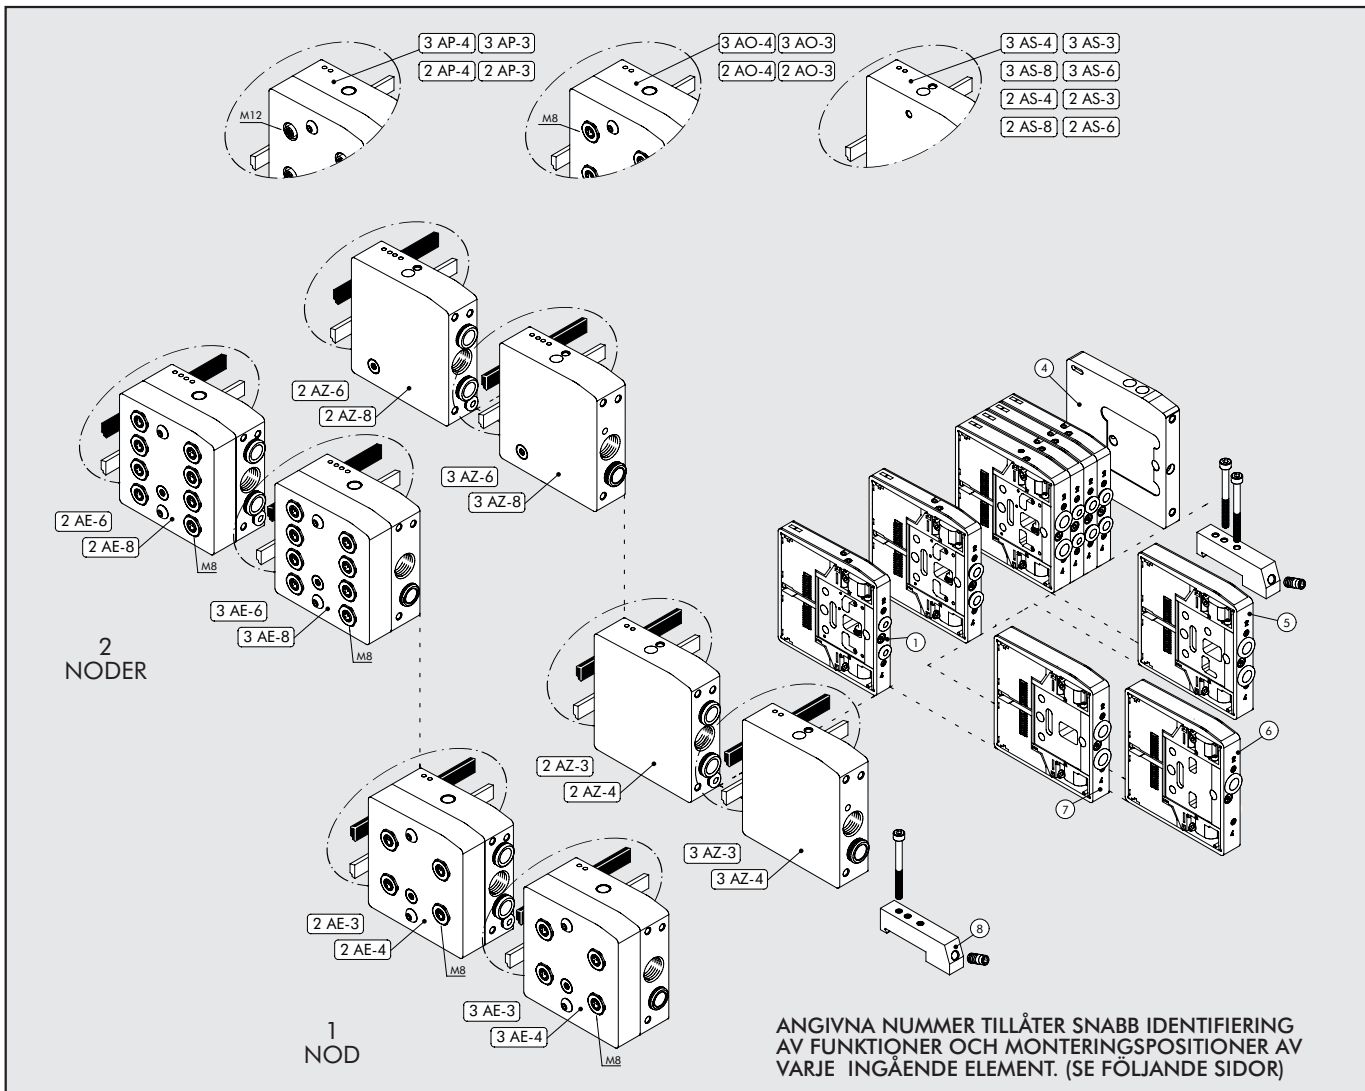 3 AP-4 3 AP-3
2 AP-4 2 AP-3
M12
3 AO-4 3 AO-3
2 AO-4 2 AO-3
M8
3 AS-4 3 AS-3
3 AS-8 3 AS-6
2 AS-4 2 AS-3
2 AS-8 2 AS-6
2 AZ-6
2 AZ-8
3 AZ-6
3 AZ-8
2 AE-6
2 AE-8
M8
3 AE-6
3 AE-8
M8
2
NODER
4
1
5
6
7
2 AZ-3
2 AZ-4
3 AZ-3
3 AZ-4
8
2 AE-3
2 AE-4
M8
3 AE-3
3 AE-4
M8
1
NOD
ANGIVNA NUMMER TILLÅTER SNABB IDENTIFIERING
AV FUNKTIONER OCH MONTERINGSPOSITIONER AV
VARJE INGÅENDE ELEMENT. (SE FÖLJANDE SIDOR)